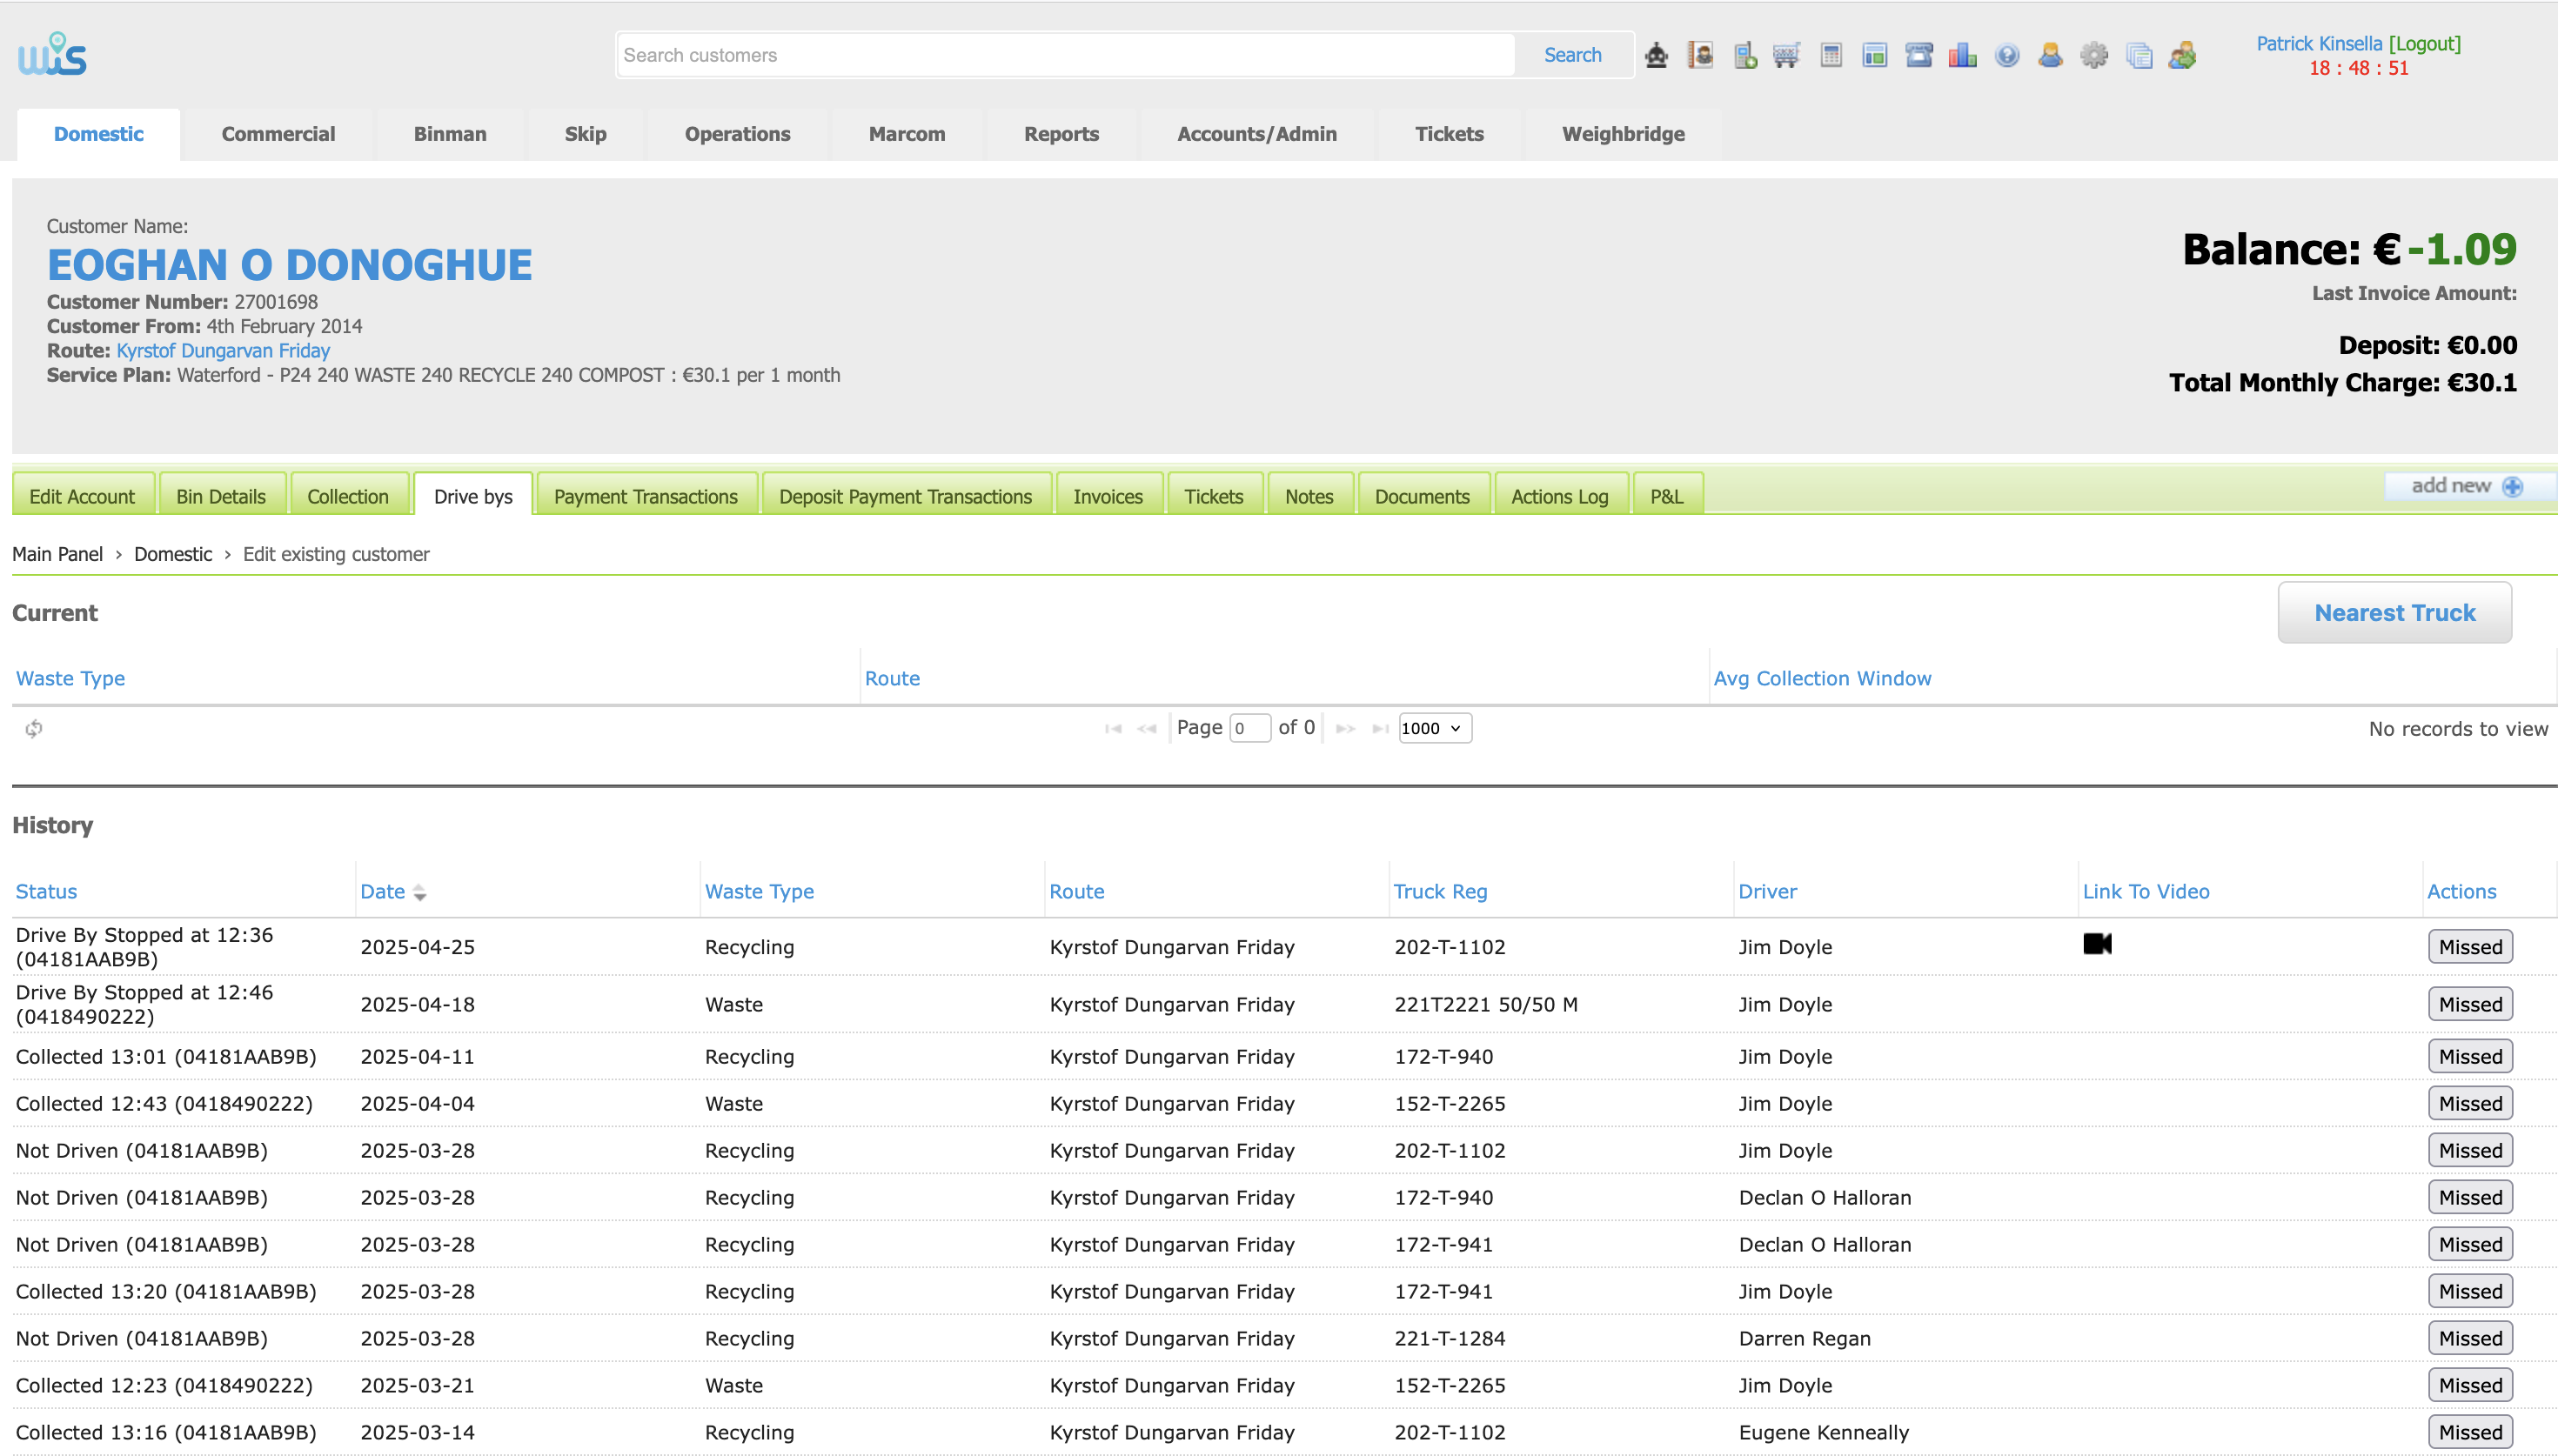 wis
Search customers
Search
Patrick Kinsella [Logout]
18 : 48 : 51
Domestic
Commercial
Binman
Skip
Operations
Marcom
Reports
Accounts/Admin
Tickets
Weighbridge
Customer Name:
EOGHAN O DONOGHUE
Customer Number: 27001698
Customer From: 4th February 2014
Route: Kyrstof Dungarvan Friday
Service Plan: Waterford - P24 240 WASTE 240 RECYCLE 240 COMPOST : €30.1 per 1 month
Balance: € -1.09
Last Invoice Amount:
Deposit: €0.00
Total Monthly Charge: €30.1
Edit Account
Bin Details
Collection
Drive bys
Payment Transactions
Deposit Payment Transactions
Invoices
Tickets
Notes
Documents
Actions Log
P&L
add new
Main Panel › Domestic › Edit existing customer
Current
Nearest Truck
Waste Type Route Avg Collection Window
Page 0 of 0 1000
No records to view
History
Status Date Waste Type Route Truck Reg Driver Link To Video Actions
Drive By Stopped at 12:36
(04181AAB9B) 2025-04-25 Recycling Kyrstof Dungarvan Friday 202-T-1102 Jim Doyle Missed
Drive By Stopped at 12:46
(0418490222) 2025-04-18 Waste Kyrstof Dungarvan Friday 221T2221 50/50 M Jim Doyle Missed
Collected 13:01 (04181AAB9B) 2025-04-11 Recycling Kyrstof Dungarvan Friday 172-T-940 Jim Doyle Missed
Collected 12:43 (0418490222) 2025-04-04 Waste Kyrstof Dungarvan Friday 152-T-2265 Jim Doyle Missed
Not Driven (04181AAB9B) 2025-03-28 Recycling Kyrstof Dungarvan Friday 202-T-1102 Jim Doyle Missed
Not Driven (04181AAB9B) 2025-03-28 Recycling Kyrstof Dungarvan Friday 172-T-940 Declan O Halloran Missed
Not Driven (04181AAB9B) 2025-03-28 Recycling Kyrstof Dungarvan Friday 172-T-941 Declan O Halloran Missed
Collected 13:20 (04181AAB9B) 2025-03-28 Recycling Kyrstof Dungarvan Friday 172-T-941 Jim Doyle Missed
Not Driven (04181AAB9B) 2025-03-28 Recycling Kyrstof Dungarvan Friday 221-T-1284 Darren Regan Missed
Collected 12:23 (0418490222) 2025-03-21 Waste Kyrstof Dungarvan Friday 152-T-2265 Jim Doyle Missed
Collected 13:16 (04181AAB9B) 2025-03-14 Recycling Kyrstof Dungarvan Friday 202-T-1102 Eugene Kenneally Missed